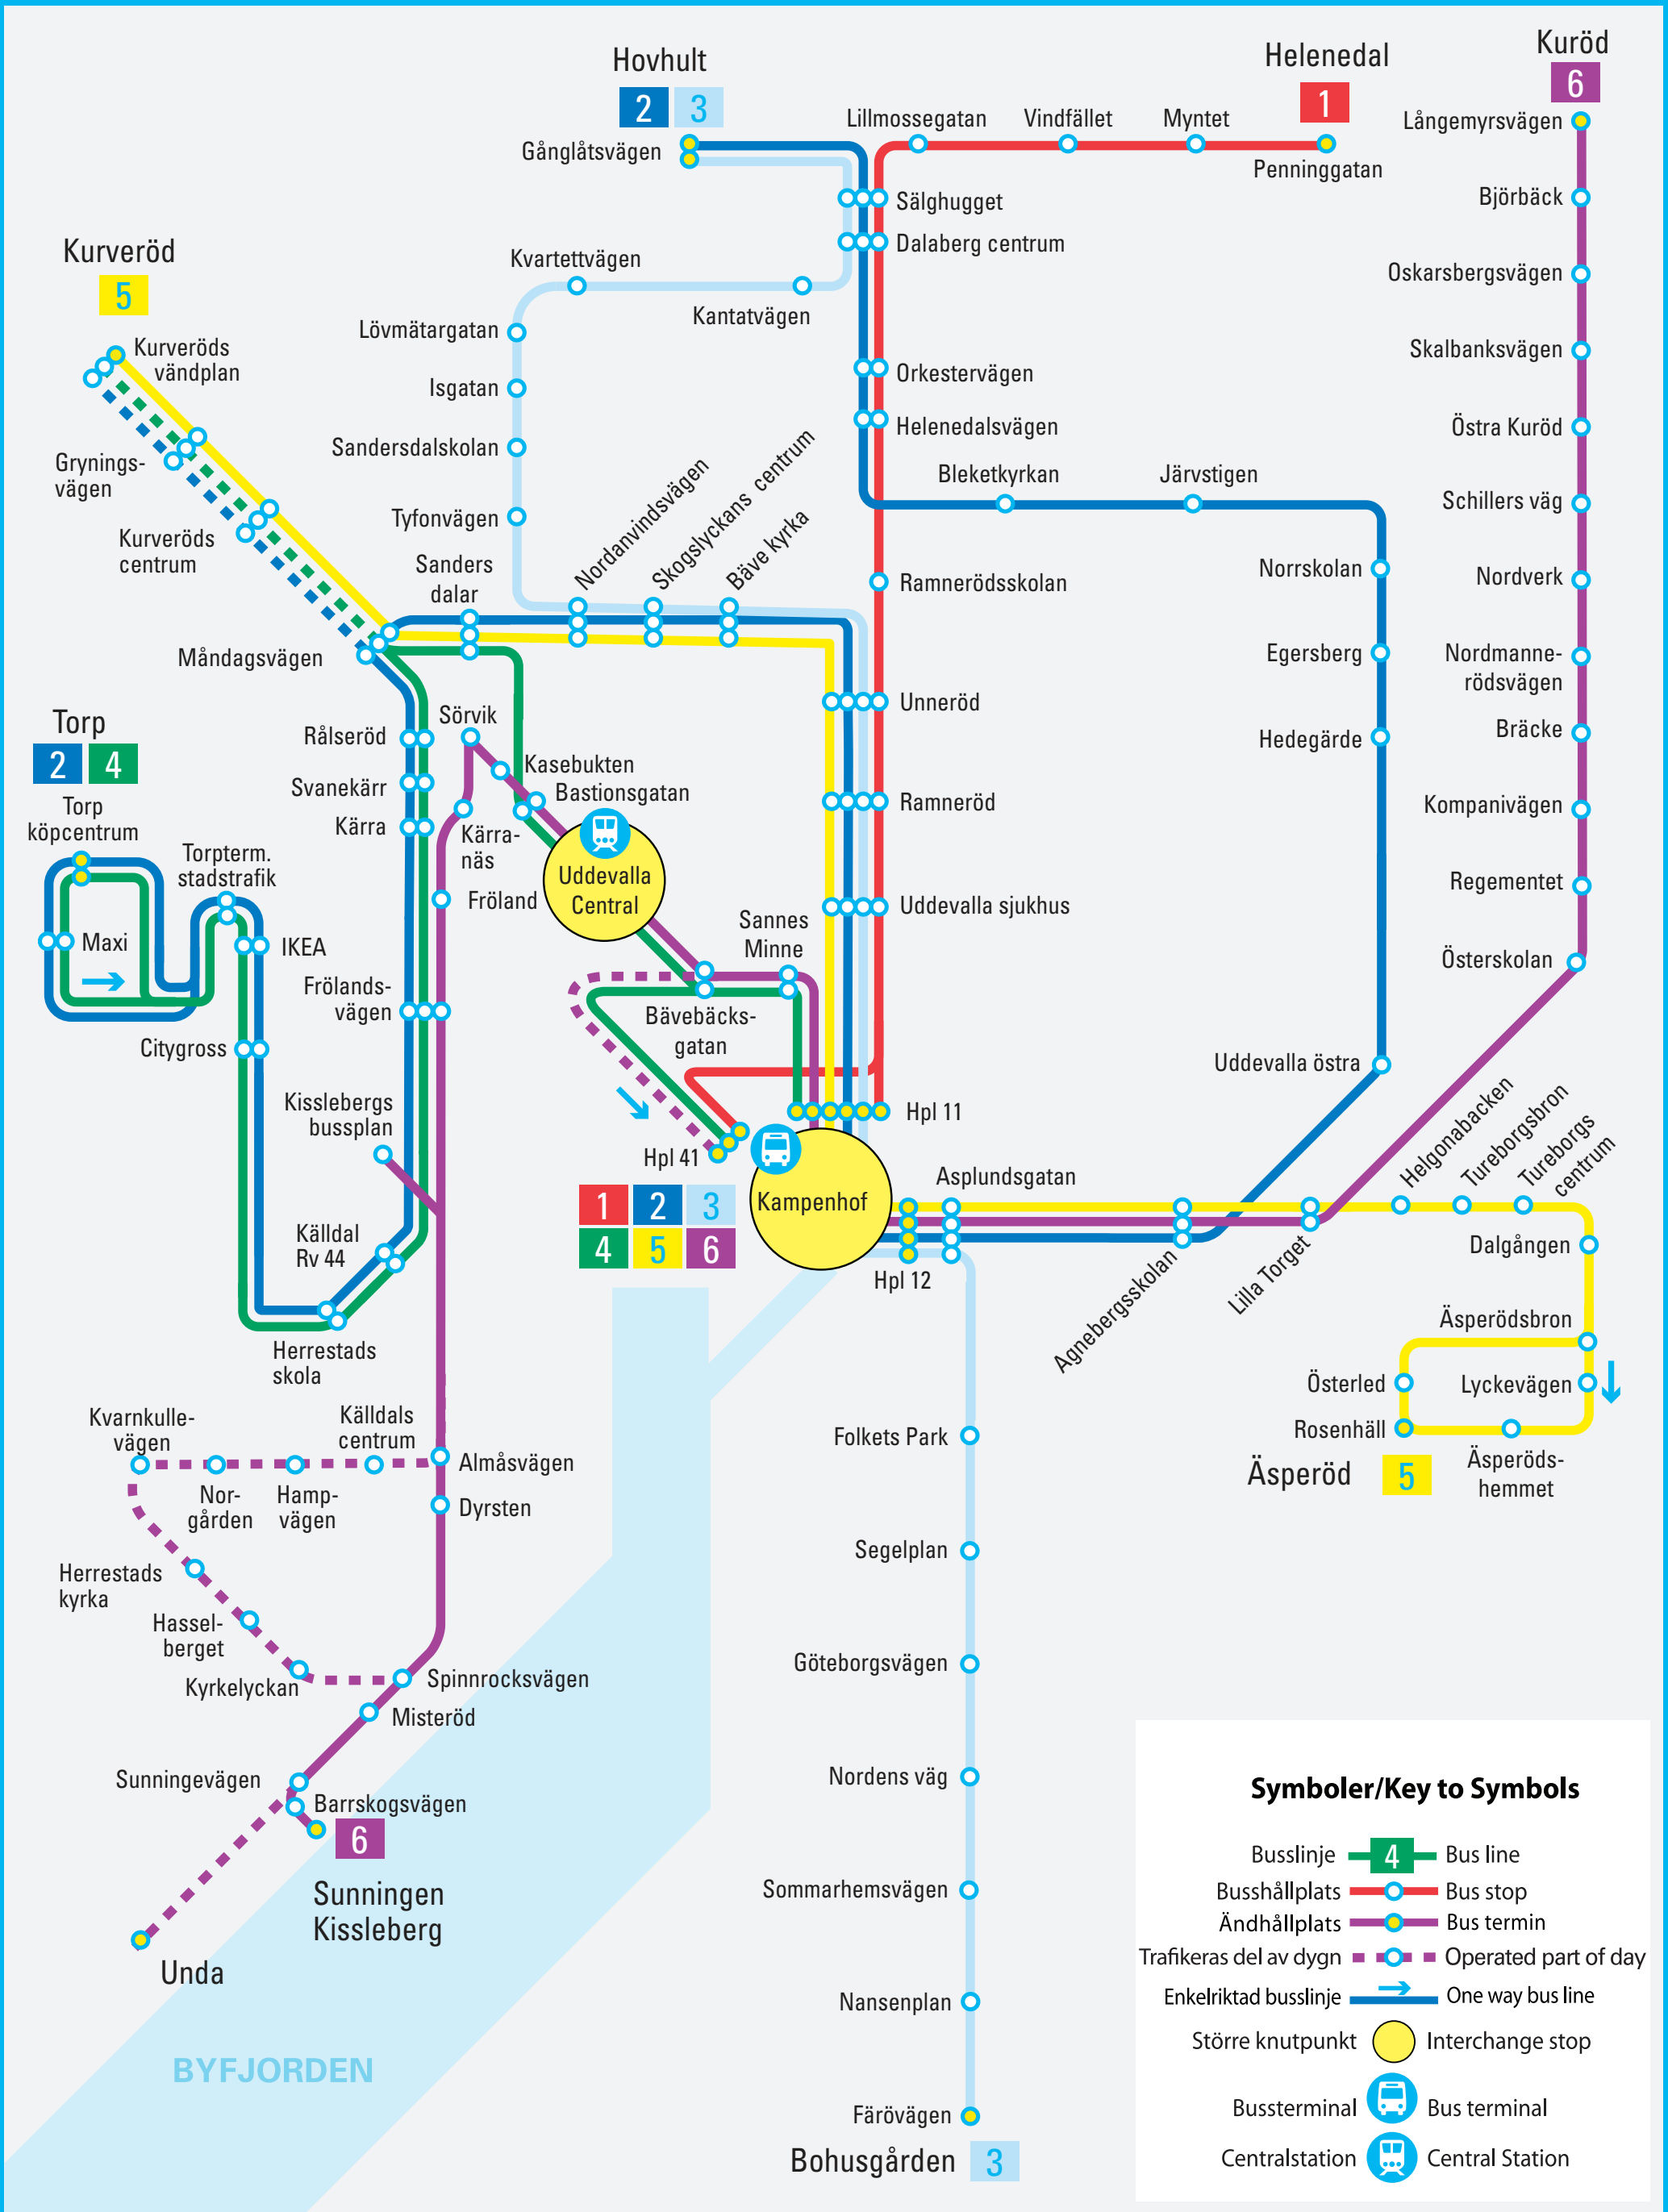 Hovhult
2 3
Gånglåtsvägen
Helenedal
1
Lillmossegatan
Vindfället
Myntet
Penninggatan
Kuröd
6
Långemyrsvägen
Björbäck
Oskarsbergsvägen
Skalbanksvägen
Östra Kuröd
Schillers väg
Nordverk
Nordmanne-
rödsvägen
Bräcke
Kompanivägen
Regementet
Österskolan
Sälghugget
Dalaberg centrum
Kvartettvägen
Kantatvägen
Lövmätargatan
Isgatan
Sandersdalskolan
Tyfonvägen
Orkestervägen
Helenedalsvägen
Bleketkyrkan
Järvstigen
Norrskolan
Egersberg
Hedegärde
Uddevalla östra
Ramnerödsskolan
Unneröd
Ramneröd
Uddevalla sjukhus
Hpl 11
Kurveröd
5
Kurveröds
vändplan
Grynings-
vägen
Kurveröds
centrum
Måndagsvägen
Sanders
dalar
Nordanvindsvägen
Skogslyckans centrum
Bäve kyrka
Rålseröd
Svanekärr
Kärra
Sörvik
Kasebukten
Bastionsgatan
Kärra-
näs
Fröland
Uddevalla
Central
Sannes
Minne
Bävebäcks-
gatan
Hpl 41
Torp
2 4
Torp
köpcentrum
Torpterm.
stadstrafik
Maxi
IKEA
Frölands-
vägen
Citygross
Kisslebergs
bussplan
Källdal
Rv 44
Herrestads
skola
Kampenhof
1 2 3
4 5 6
Asplundsgatan
Hpl 12
Agnebergsskolan
Lilla Torget
Helgonabacken
Tureborgsbron
Tureborgs
centrum
Dalgången
Äsperödsbron
Österled
Lyckevägen
Rosenhäll
Äsperöds-
hemmet
Äsperöd
5
Kvarnkulle-
vägen
Källdals
centrum
Nor-
gården
Hamp-
vägen
Almåsvägen
Dyrsten
Herrestads
kyrka
Hassel-
berget
Kyrkelyckan
Spinnrocksvägen
Misteröd
Sunningevägen
Barrskogsvägen
6
Sunningen
Kissleberg
Unda
BYFJORDEN
Folkets Park
Segelplan
Göteborgsvägen
Nordens väg
Sommarhemsvägen
Nansenplan
Färövägen
Bohusgården
3
Symboler/Key to Symbols
Busslinje 4 Bus line
Busshållplats Bus stop
Ändhållplats Bus termin
Trafikeras del av dygn Operated part of day
Enkelriktad busslinje One way bus line
Större knutpunkt Interchange stop
Bussterminal Bus terminal
Centralstation Central Station